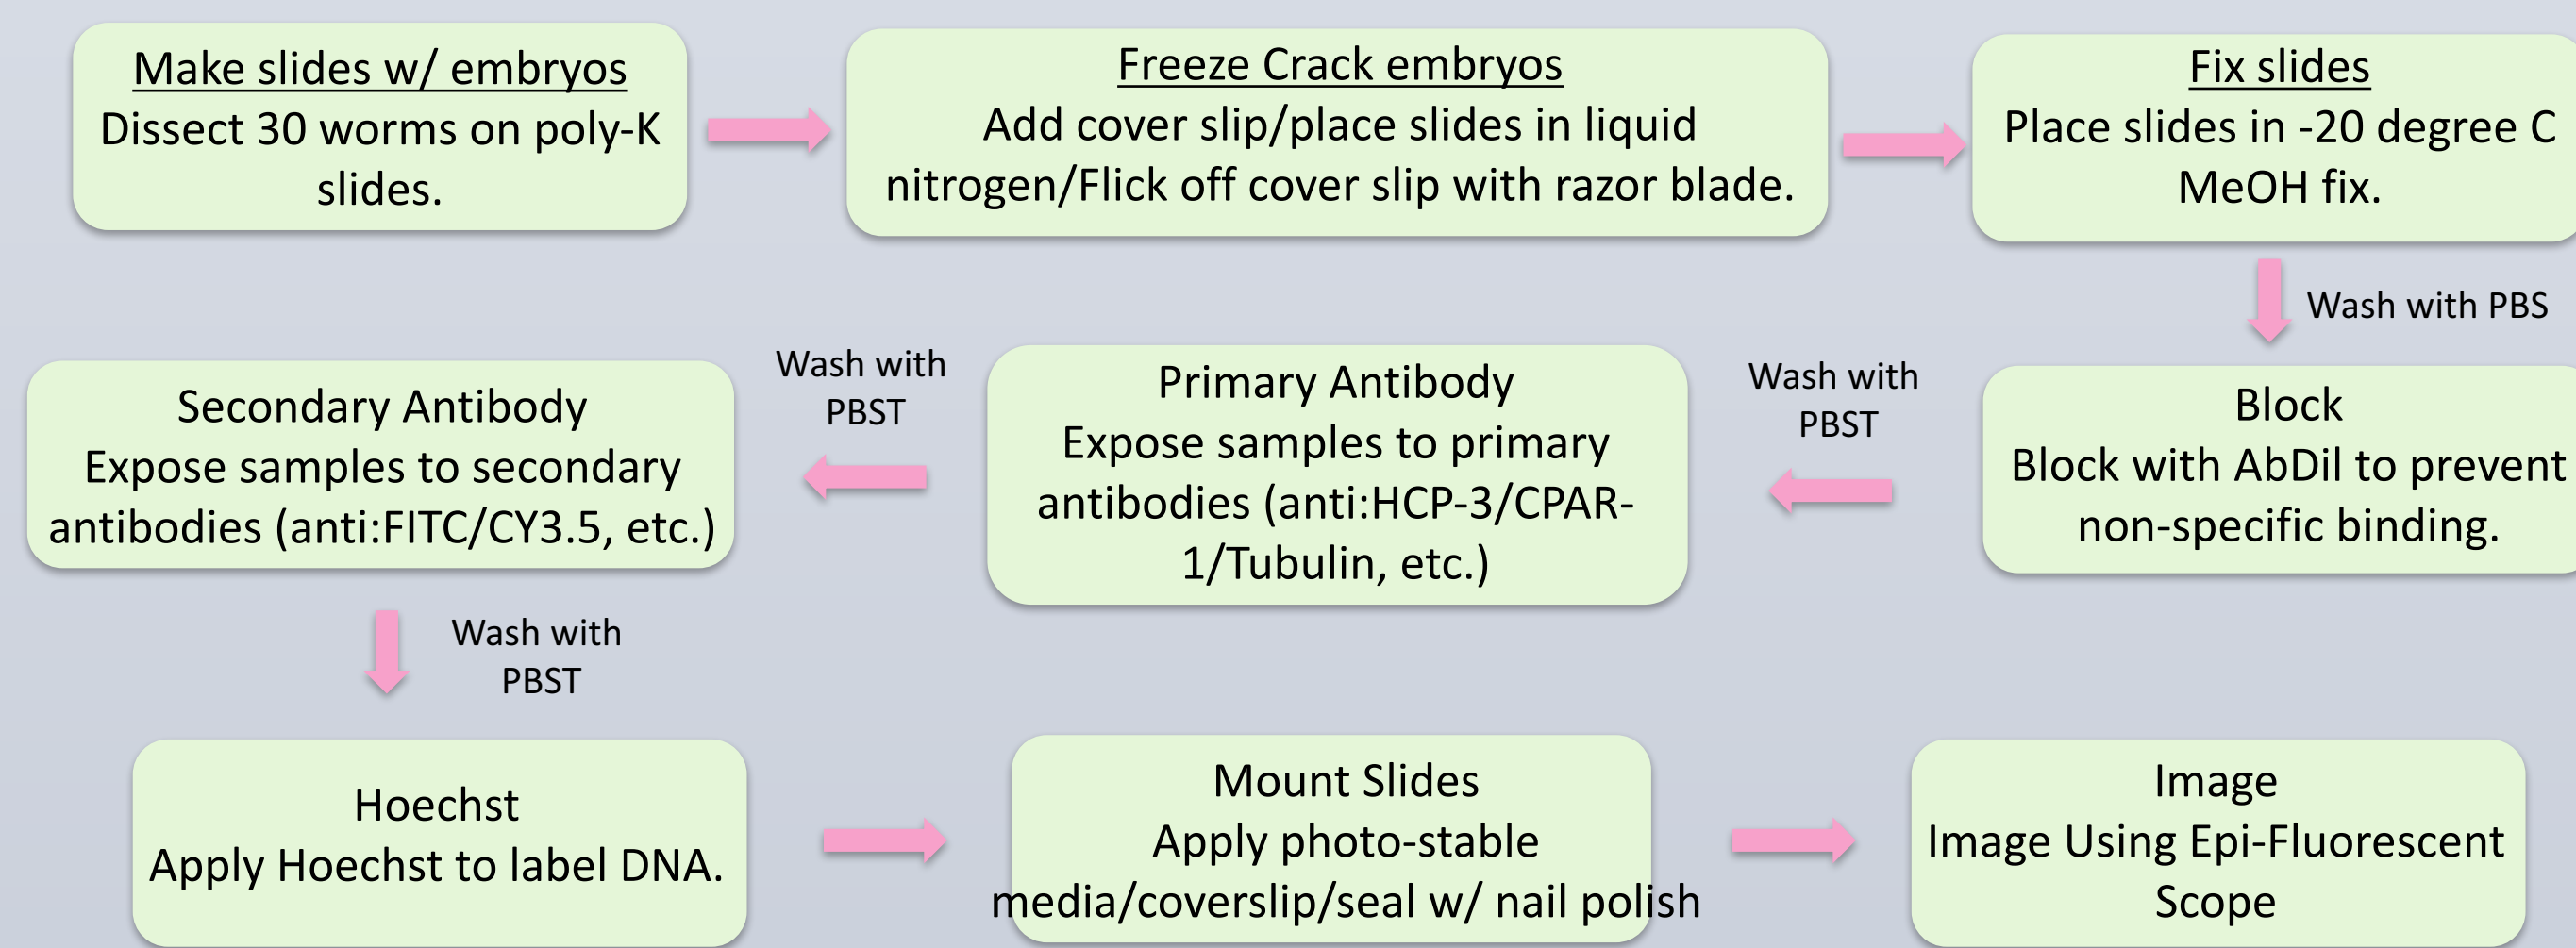 Make slides w/ embryos
Dissect 30 worms on poly-K
slides.
Freeze Crack embryos
Add cover slip/place slides in liquid
nitrogen/Flick off cover slip with razor blade.
Fix slides
Place slides in -20 degree C
MeOH fix.
Wash with PBS
Block
Block with AbDil to prevent
non-specific binding.
Wash with
PBST
Primary Antibody
Expose samples to primary
antibodies (anti:HCP-3/CPAR-
1/Tubulin, etc.)
Wash with
PBST
Secondary Antibody
Expose samples to secondary
antibodies (anti:FITC/CY3.5, etc.)
Wash with
PBST
Hoechst
Apply Hoechst to label DNA.
Mount Slides
Apply photo-stable
media/coverslip/seal w/ nail polish
Image
Image Using Epi-Fluorescent
Scope